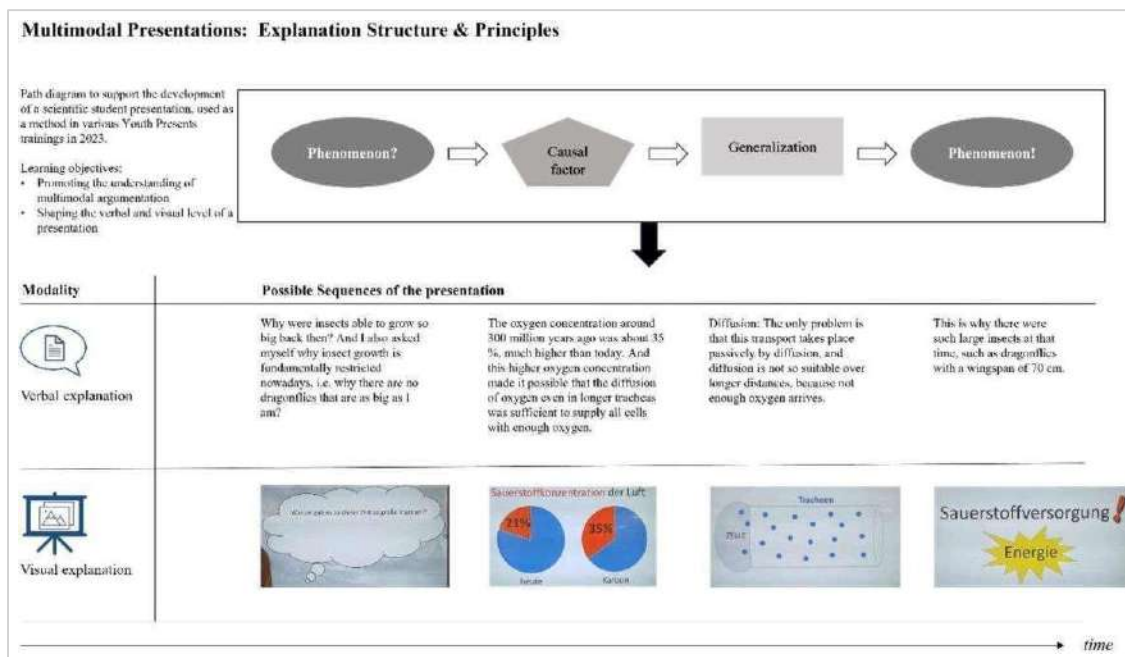 Multimodal Presentations: Explanation Structure & Principles
Path diagram to support the development
of a scientific student presentation, used as
a method in various Youth Presents
trainings in 2023.
Learning objectives:
• Promoting the understanding of
multimodal argumentation
• Shaping the verbal and visual level of a
presentation
Phenomenon?
Causal
factor
Generalization
Phenomenon!
Modality
Possible Sequences of the presentation
Verbal explanation
Why were insects able to grow so
big back then? And I also asked
myself why insect growth is
fundamentally restricted
nowadays, i.e. why there are no
dragonflies that are as big as I
am?
The oxygen concentration around
300 million years ago was about 35
%, much higher than today. And
this higher oxygen concentration
made it possible that the diffusion
of oxygen even in longer tracheas
was sufficient to supply all cells
with enough oxygen.
Diffusion: The only problem is
that this transport takes place
passively by diffusion, and
diffusion is not so suitable over
longer distances, because not
enough oxygen arrives.
This is why there were
such large insects at that
time, such as dragonflies
with a wingspan of 70 cm.
Visual explanation
Sauerstoffkonzentration der Luft
21%
35%
heute
Karbon
Tracheen
Sauerstoffversorgung!
Energie
time